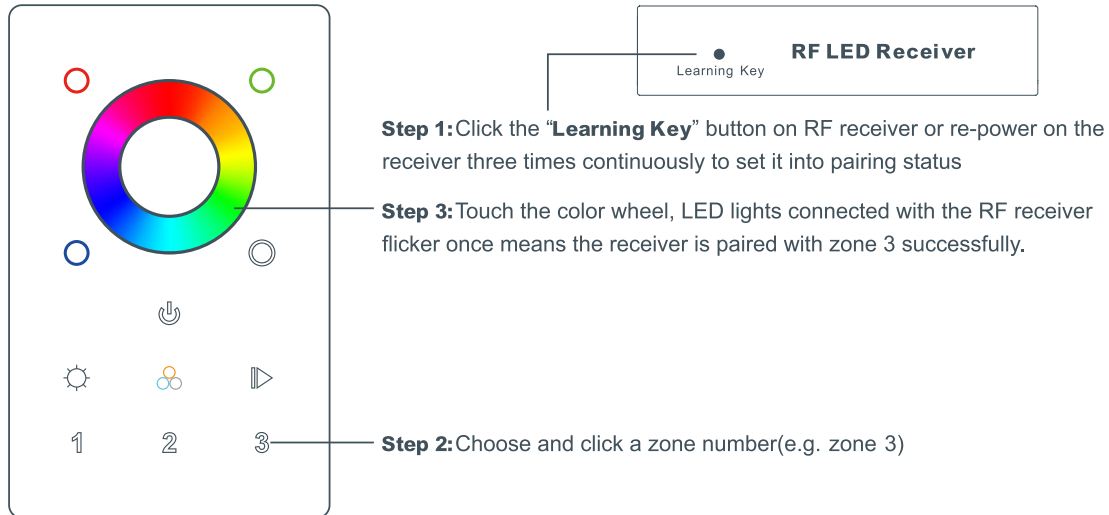 RF LED Receiver
Learning Key
Step 1:Click the “Learning Key” button on RF receiver or re-power on the
receiver three times continuously to set it into pairing status
Step 3:Touch the color wheel, LED lights connected with the RF receiver
flicker once means the receiver is paired with zone 3 successfully.
1 2 3
Step 2:Choose and click a zone number(e.g. zone 3)